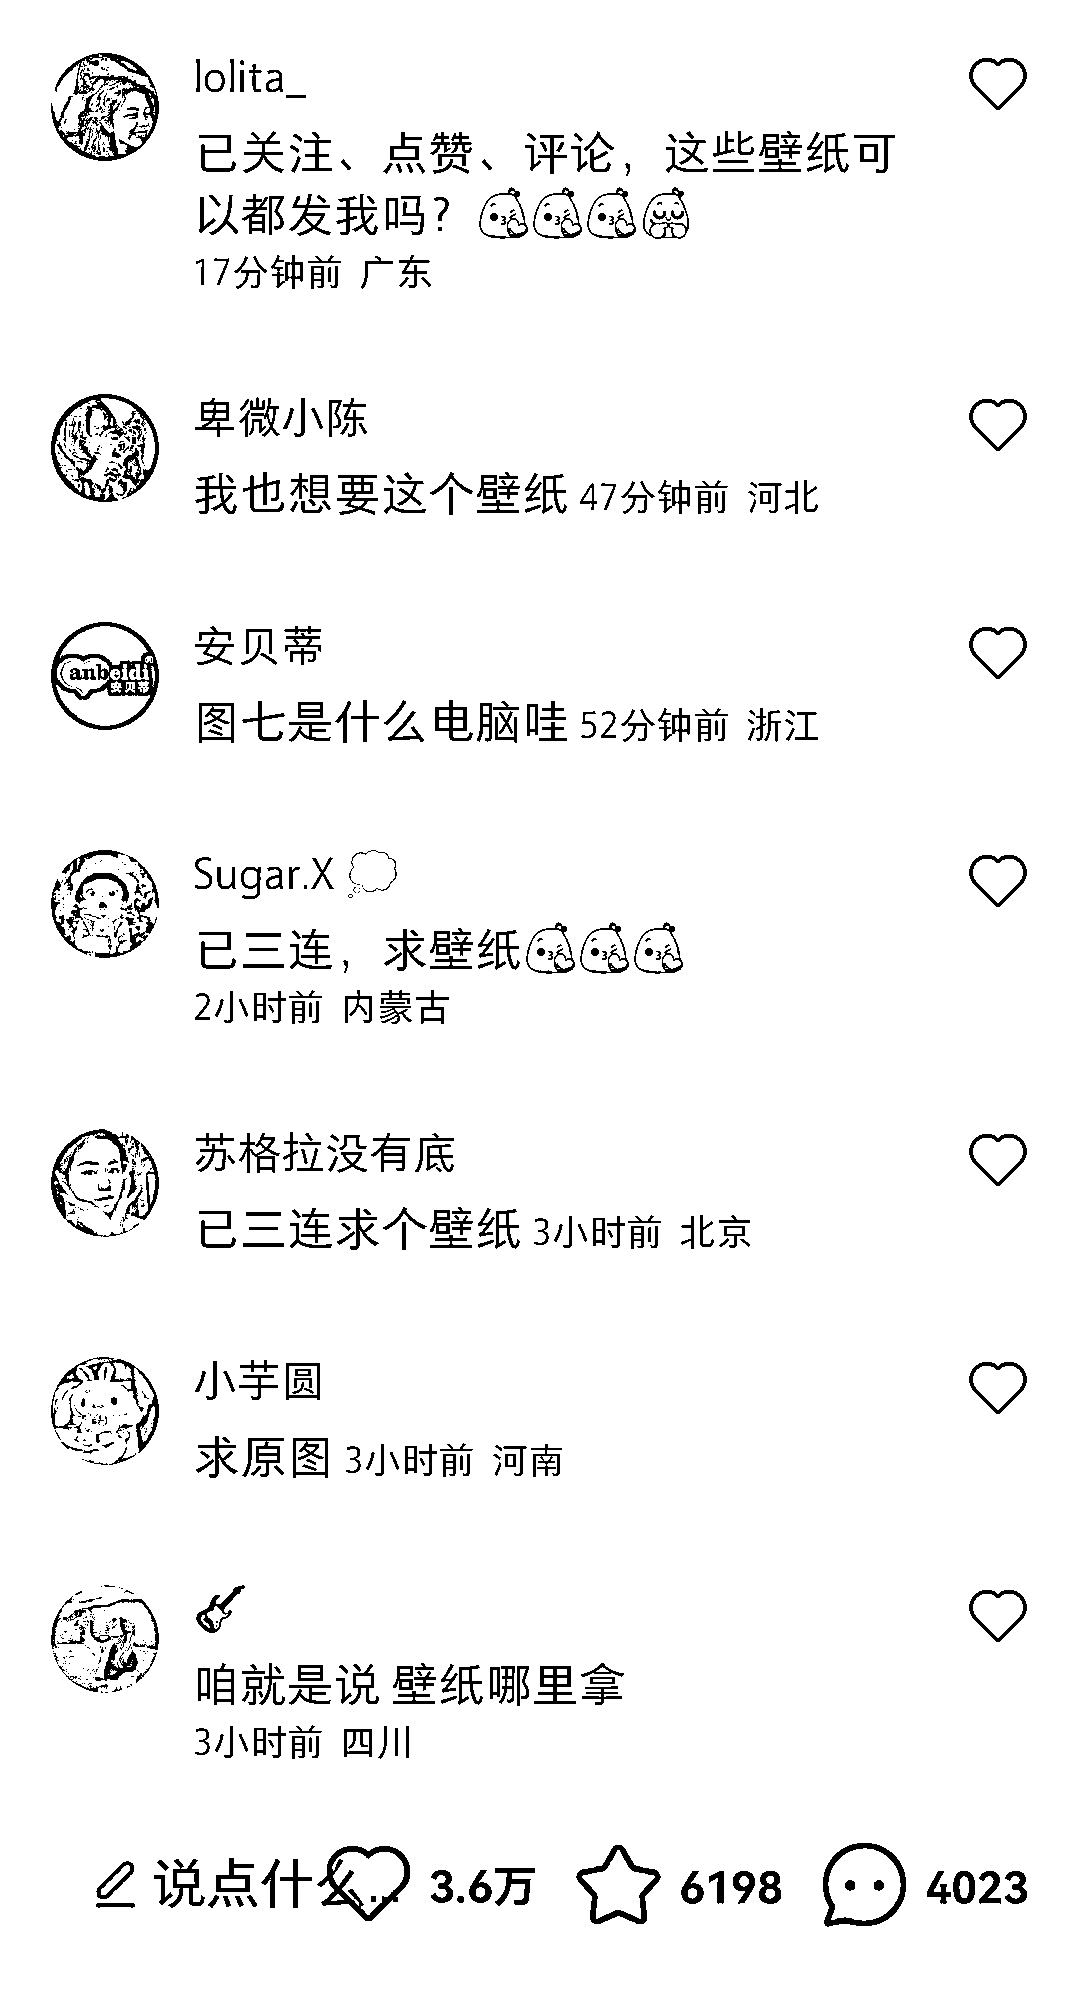 lolita_
已关注、点赞、评论，这些壁纸可
以都发我吗？
17分钟前 广东
卑微小陈
我也想要这个壁纸 47分钟前 河北
anbeidi
安贝蒂
安贝蒂
图七是什么电脑哇 52分钟前 浙江
Sugar.X
已三连，求壁纸
2小时前 内蒙古
苏格拉没有底
已三连求个壁纸 3小时前 北京
小芋圆
求原图 3小时前 河南
咱就是说 壁纸哪里拿
3小时前 四川
说点什么... 3.6万 6198 4023